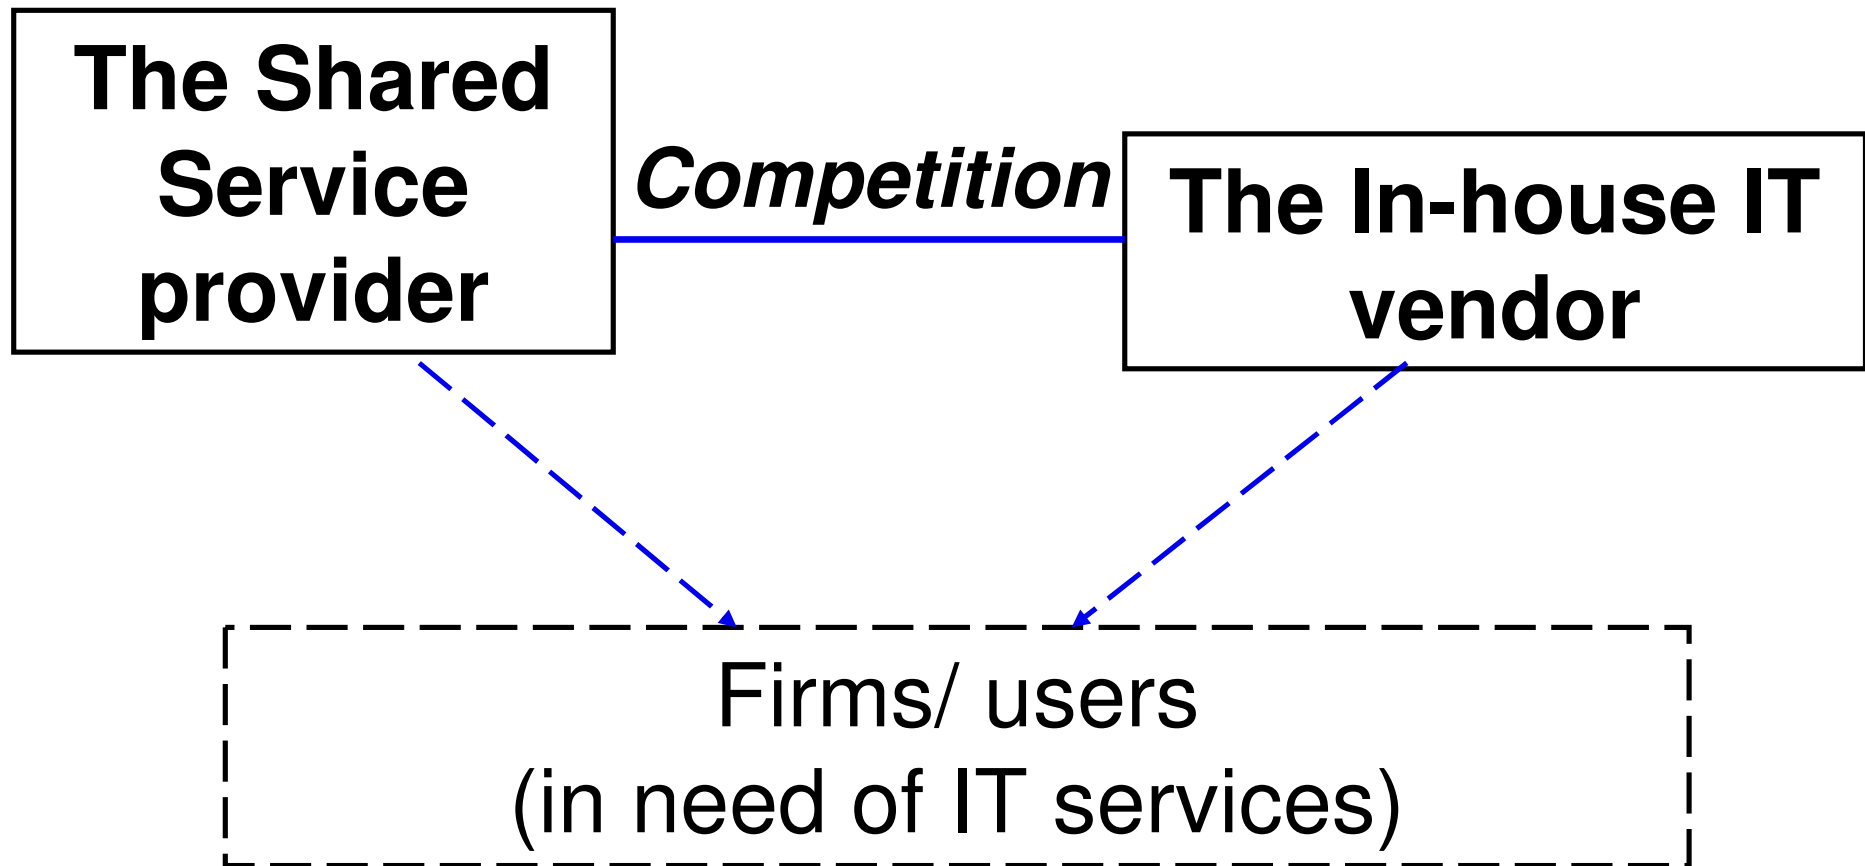 The Shared
Service
provider
Competition
The In-house IT
vendor
Firms/ users
(in need of IT services)